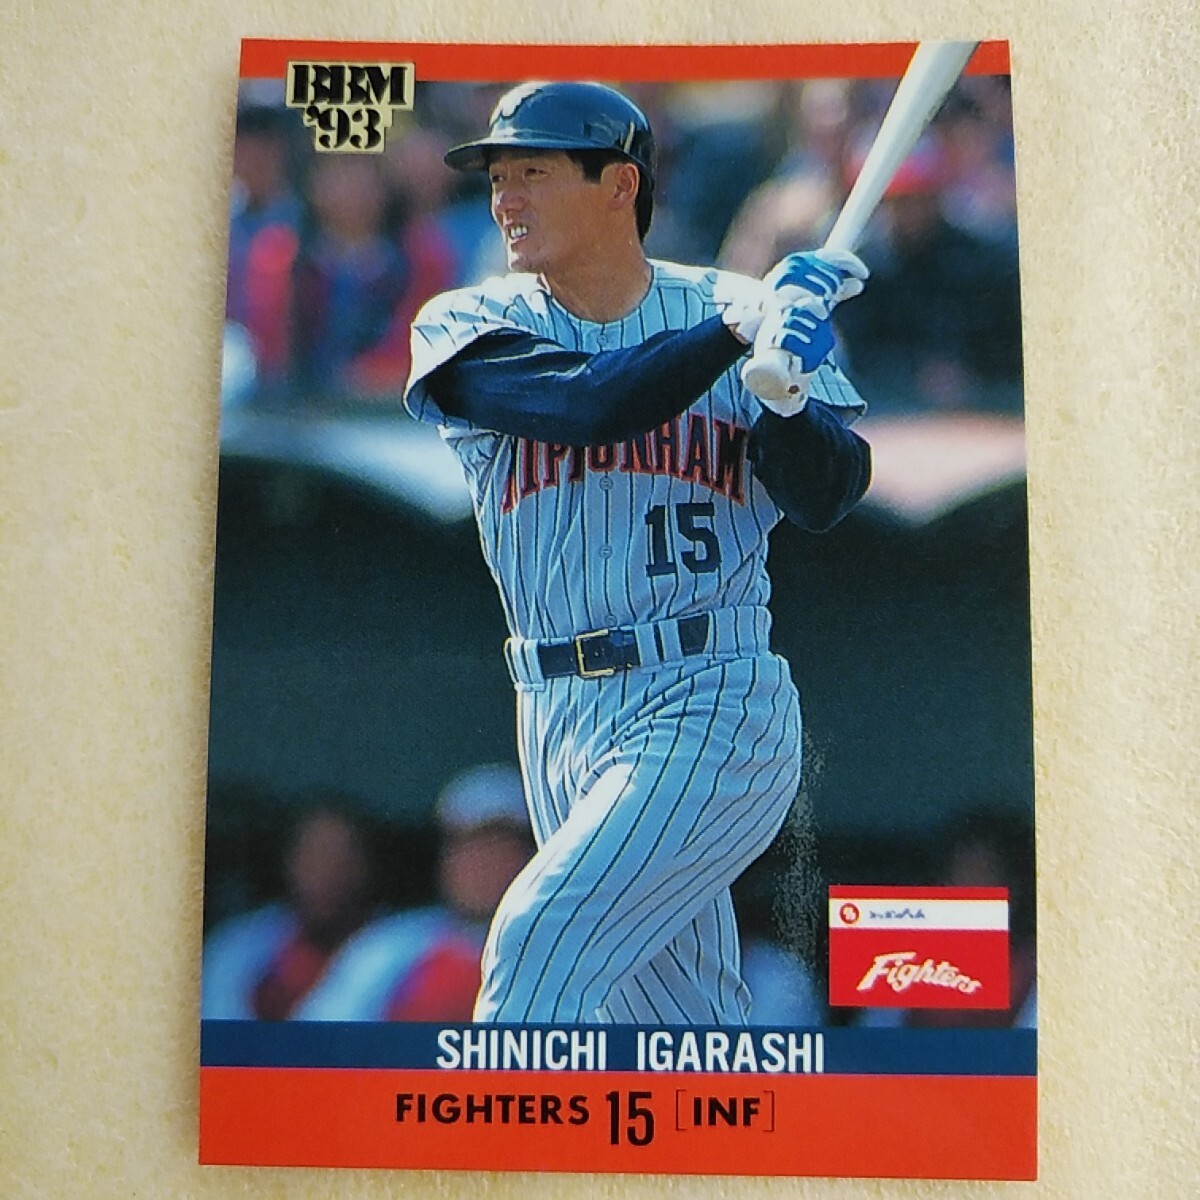 BBM
'93
NIPPONHAM
15
Fighters
SHINICHI IGARASHI
FIGHTERS 15 [INF]